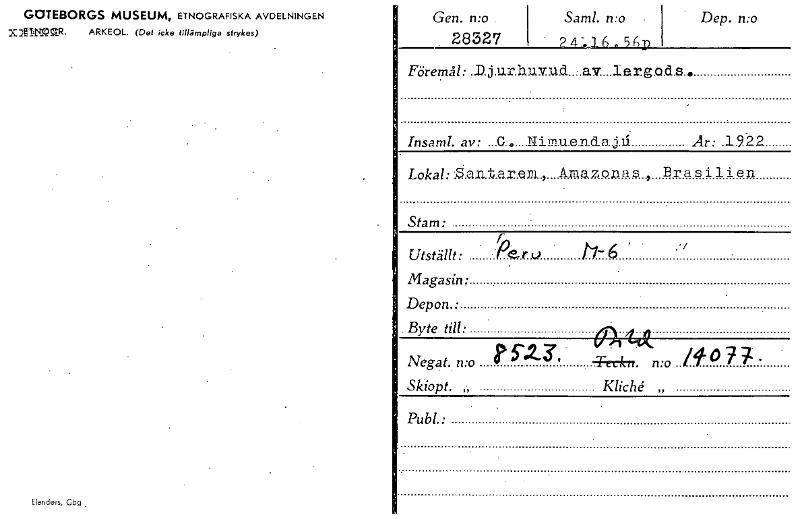 GÖTEBORGS MUSEUM, ETNOGRAFISKA AVDELNINGEN
ETNOGR. ARKEOL. (Det icke tillämpliga strykes)
Gen. n:o Saml. n:o Dep. n:o
28327 24.16.56p
Föremål: Djurhuvud av lergods.
Insaml. av: C. Nimuendajú År: 1922
Lokal: Santarem, Amazonas, Brasilien
Stam:
Utställt: Peru M-6
Magasin:
Depon.:
Byte till:
Bild
Negat. n:o 8523. Teckn. n:o 14077.
Skiopt. „ Kliché „
Publ.:
Elanders, Gbg